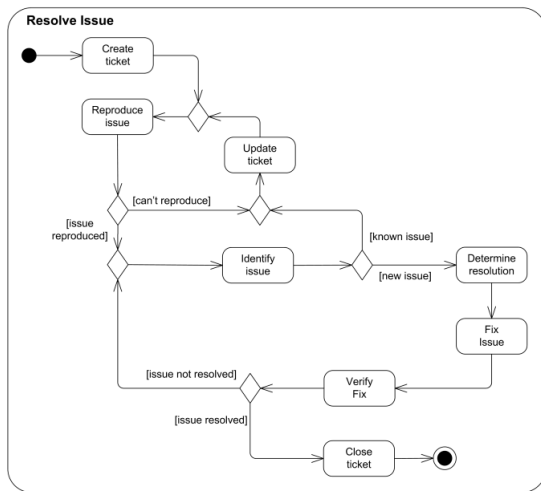 Resolve Issue
Create
ticket
Reproduce
issue
Update
ticket
[can't reproduce]
[issue
reproduced]
[known issue]
Identify
issue
[new issue]
Determine
resolution
Fix
Issue
[issue not resolved]
Verify
Fix
[issue resolved]
Close
ticket